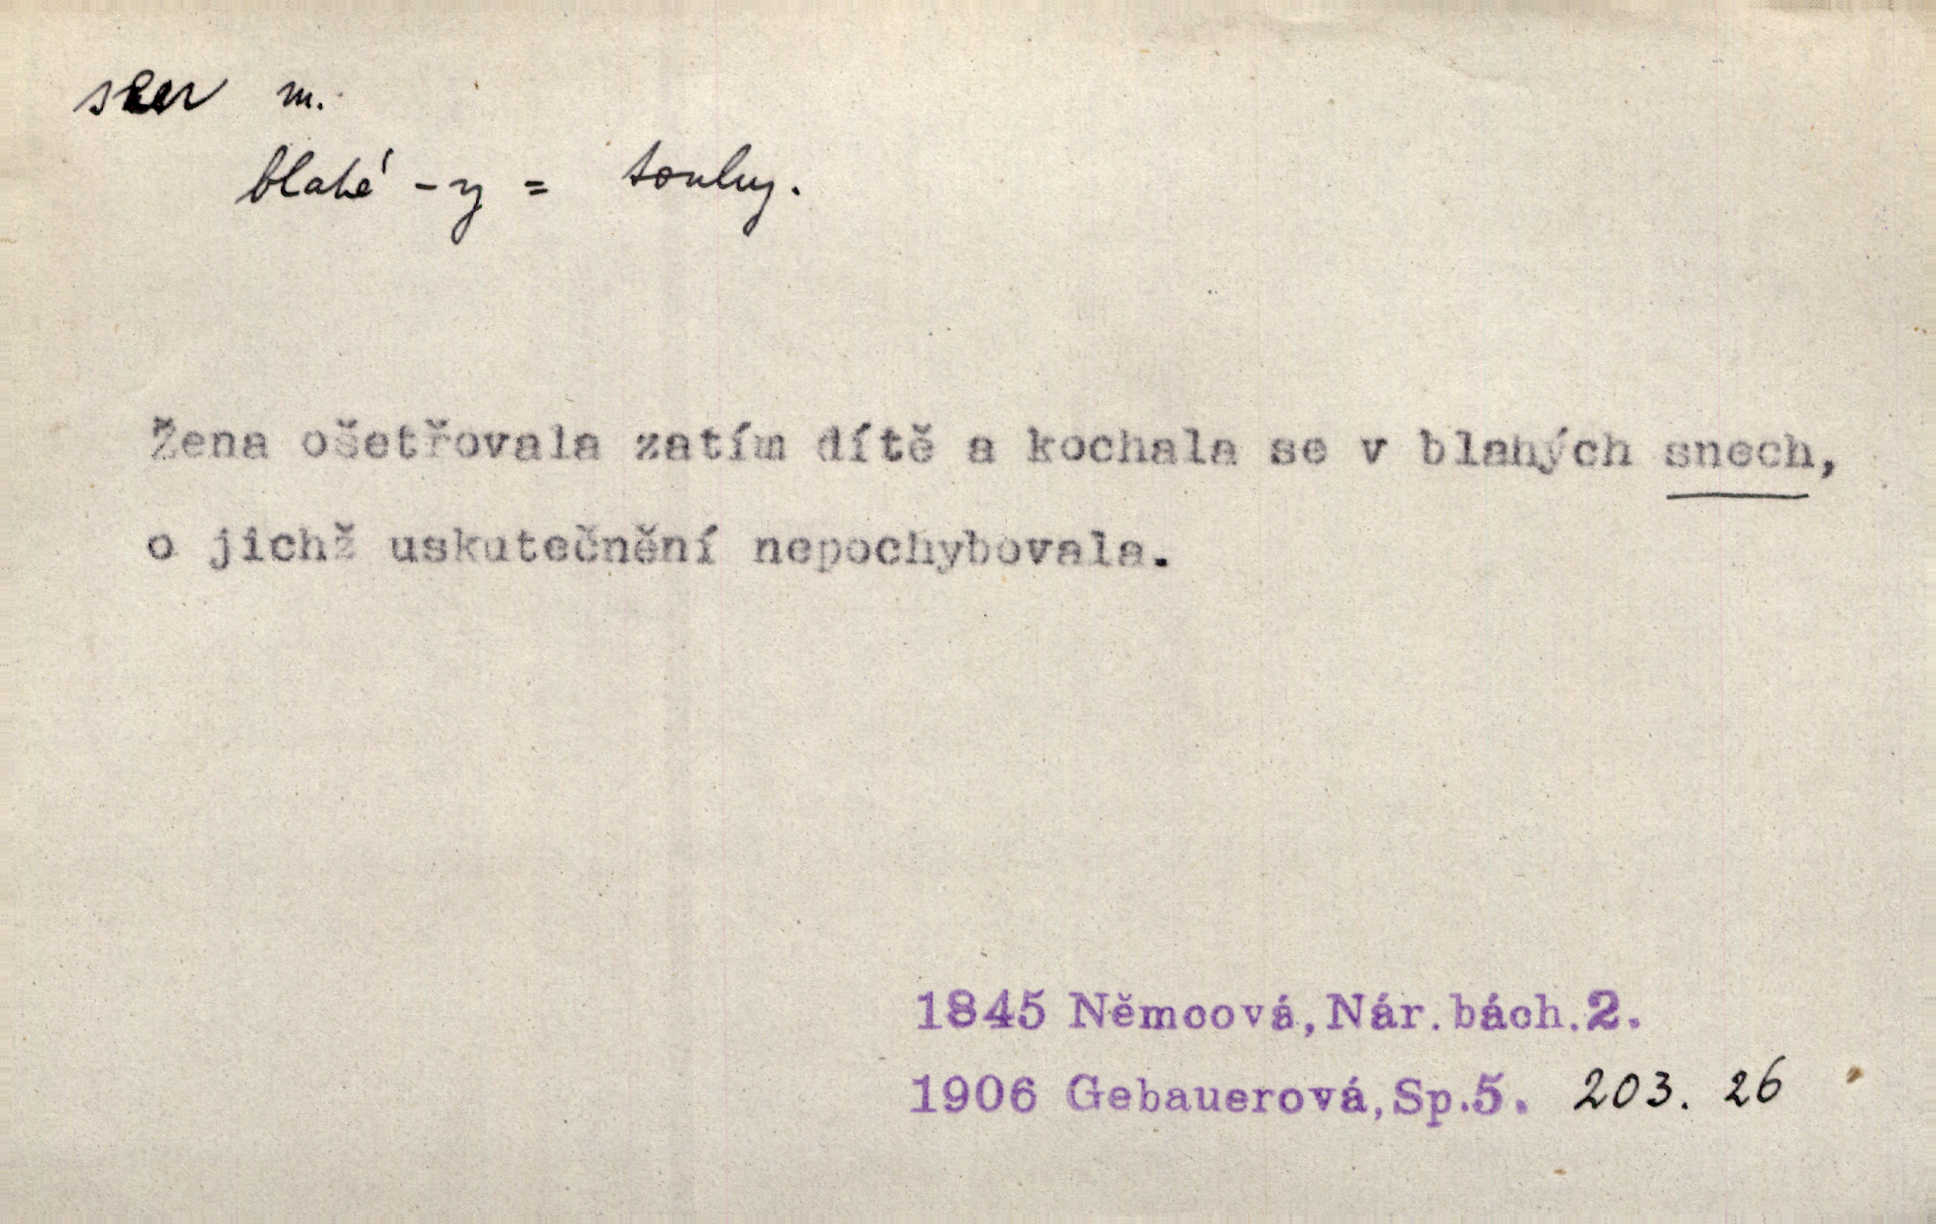 sen m.
blahé -y = touhy.
Žena ošetřovala zatím dítě a kochala se v blahých snech,
o jichž uskutečnění nepochybovala.
1845 Němcová, Nár. bách. 2.
1906 Gebauerová, Sp. 5. 203. 26